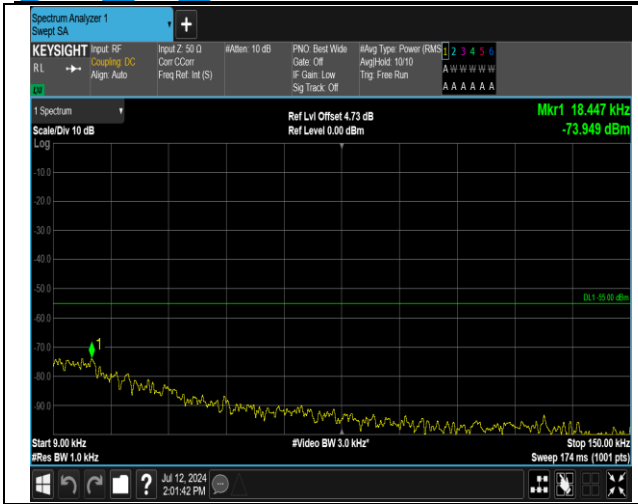 Spectrum Analyzer 1
Swept SA
+
KEYSIGHT
RL
Input: RF
Coupling: DC
Align: Auto
Input Z: 50 Ω
Corr CCorr
Freq Ref: Int (S)
#Atten: 10 dB
PNO: Best Wide
Gate: Off
IF Gain: Low
Sig Track: Off
#Avg Type: Power (RMS
Avg|Hold: 10/10
Trig: Free Run
1 2 3 4 5 6
A W W W W W
A A A A A A
1 Spectrum
Scale/Div 10 dB
Log
Ref Lvl Offset 4.73 dB
Ref Level 0.00 dBm
Mkr1 18.447 kHz
-73.949 dBm
-10.0
-20.0
-30.0
-40.0
-50.0
DL1 -55.00 dBm
-60.0
-70.0
1
-80.0
-90.0
Start 9.00 kHz
#Res BW 1.0 kHz
#Video BW 3.0 kHz*
Stop 150.00 kHz
Sweep 174 ms (1001 pts)
?
Jul 12, 2024
2:01:42 PM